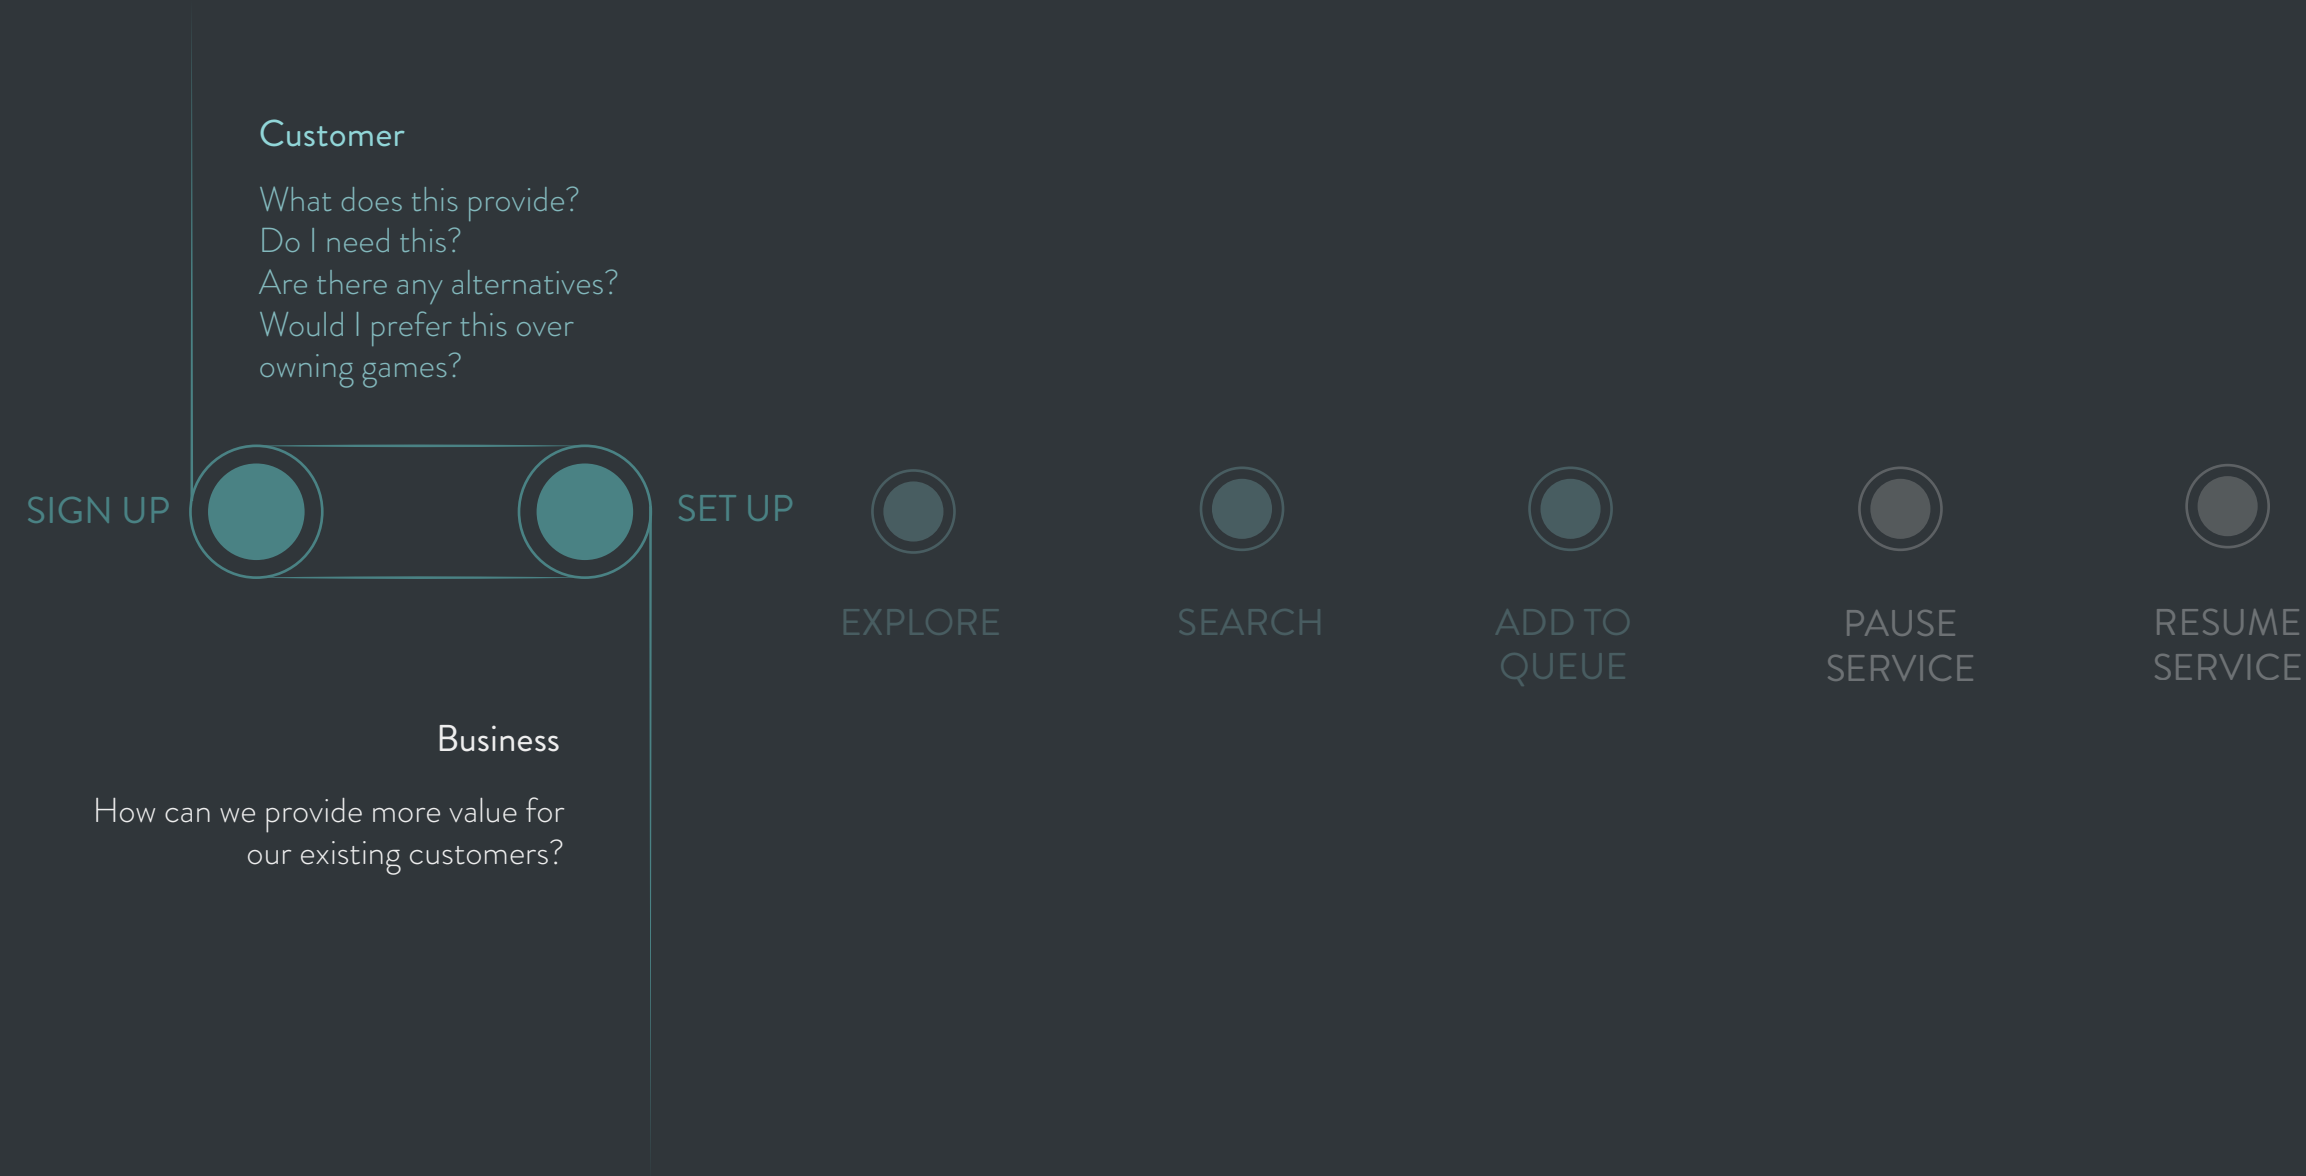 Customer
What does this provide?
Do I need this?
Are there any alternatives?
Would I prefer this over
owning games?
SIGN UP
SET UP
EXPLORE
SEARCH
ADD TO
QUEUE
PAUSE
SERVICE
RESUME
SERVICE
Business
How can we provide more value for
our existing customers?